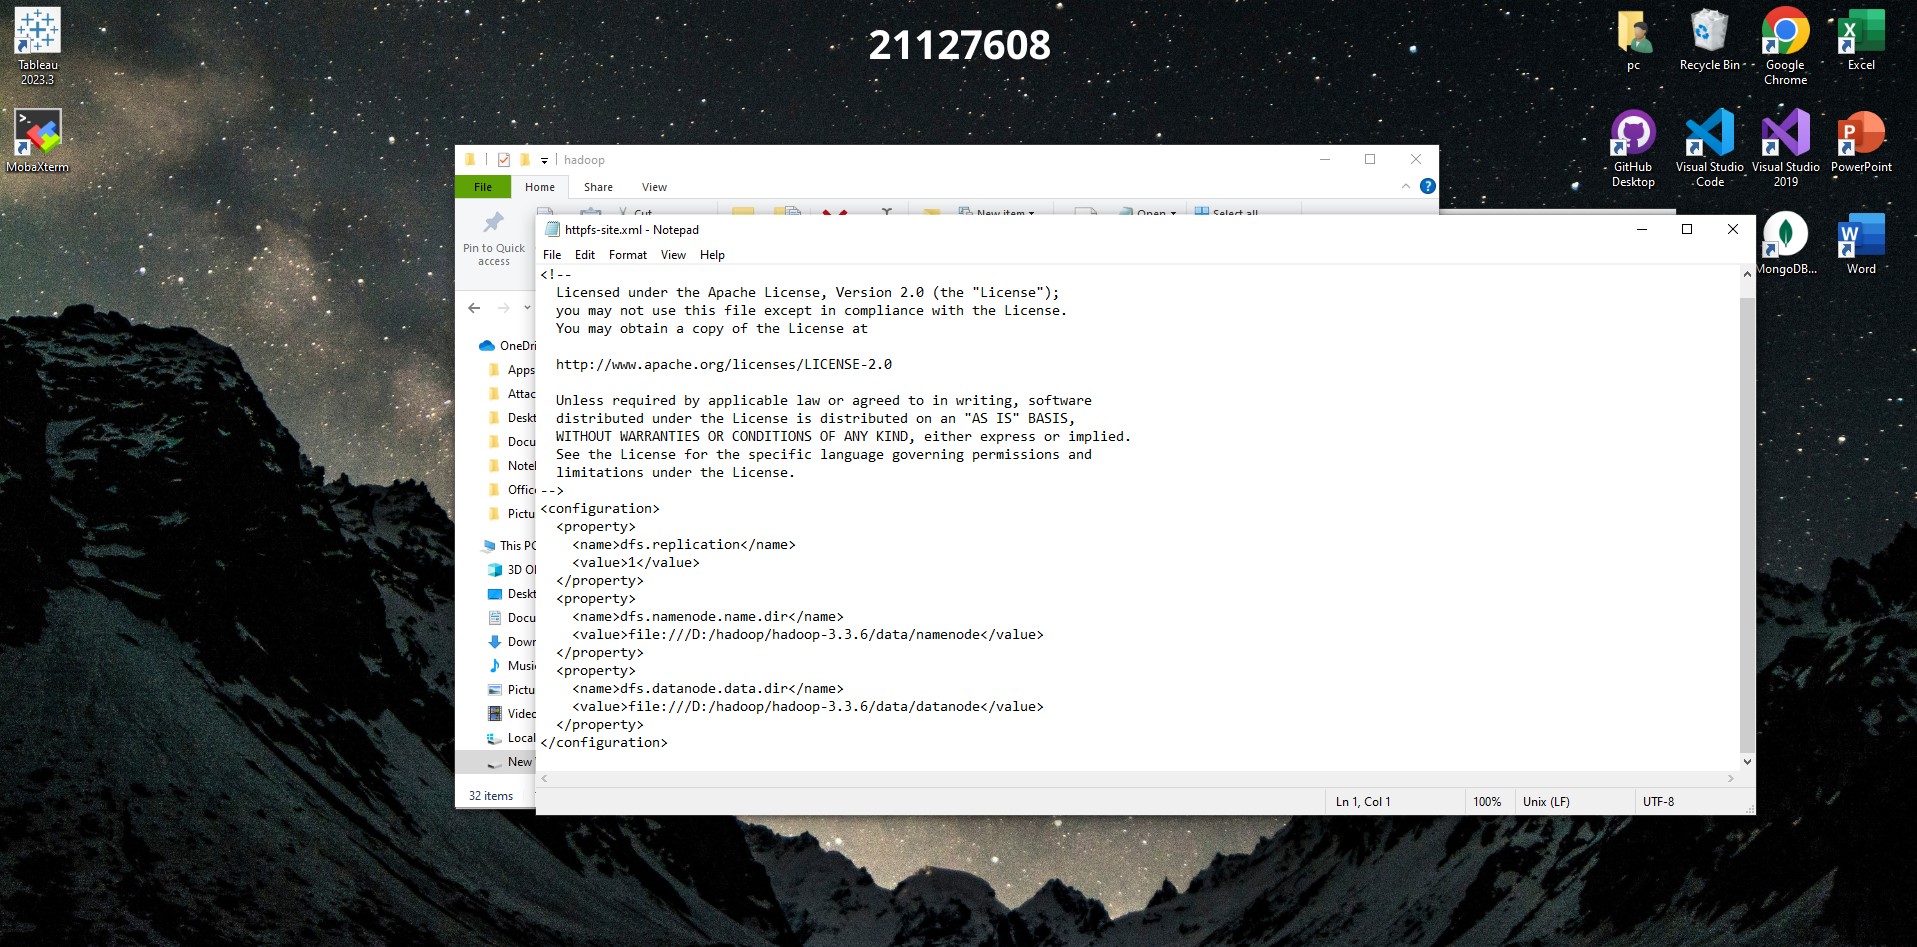 21127608
Tableau
2023.3
MobaXterm
pc
Recycle Bin
Google
Chrome
Excel
GitHub
Desktop
Visual Studio
Code
Visual Studio
2019
PowerPoint
MongoDB...
Word
hadoop
File
Home
Share
View
Pin to Quick
access
Cut
New item
Open
Select all
httpfs-site.xml - Notepad
File Edit Format View Help
<!--
  Licensed under the Apache License, Version 2.0 (the "License");
  you may not use this file except in compliance with the License.
  You may obtain a copy of the License at

  http://www.apache.org/licenses/LICENSE-2.0

  Unless required by applicable law or agreed to in writing, software
  distributed under the License is distributed on an "AS IS" BASIS,
  WITHOUT WARRANTIES OR CONDITIONS OF ANY KIND, either express or implied.
  See the License for the specific language governing permissions and
  limitations under the License.
-->
<configuration>
  <property>
    <name>dfs.replication</name>
    <value>1</value>
  </property>
  <property>
    <name>dfs.namenode.name.dir</name>
    <value>file:///D:/hadoop/hadoop-3.3.6/data/namenode</value>
  </property>
  <property>
    <name>dfs.datanode.data.dir</name>
    <value>file:///D:/hadoop/hadoop-3.3.6/data/datanode</value>
  </property>
</configuration>
Ln 1, Col 1
100%
Unix (LF)
UTF-8
OneDri
Apps
Attac
Deskt
Docu
Note
Offic
Pictu
This PC
3D O
Deskt
Docu
Down
Music
Pictu
Video
Local
New
32 items